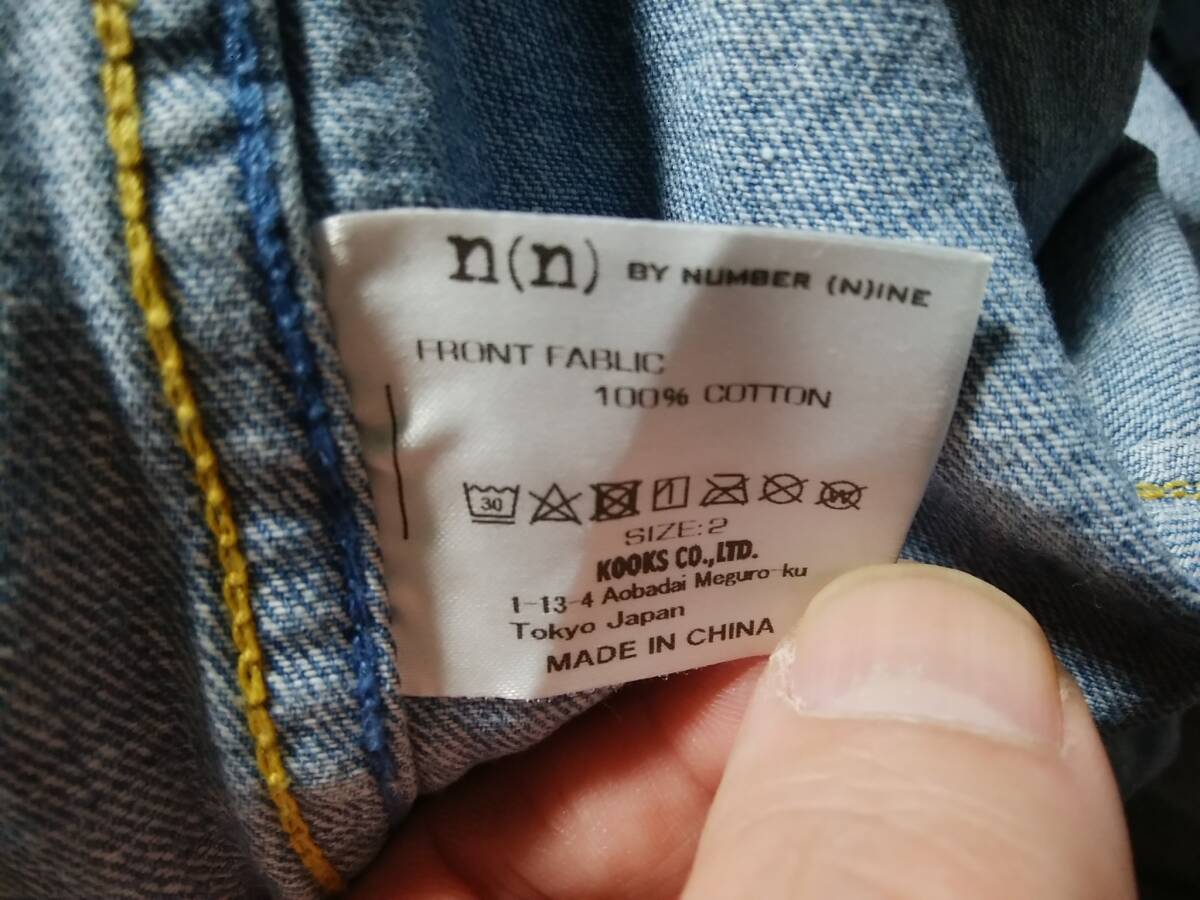 n(n) BY NUMBER (N)INE
FRONT FABLIC
100% COTTON
30
SIZE:2
KOOKS CO.,LTD.
1-13-4 Aobadai Meguro-ku
Tokyo Japan
MADE IN CHINA